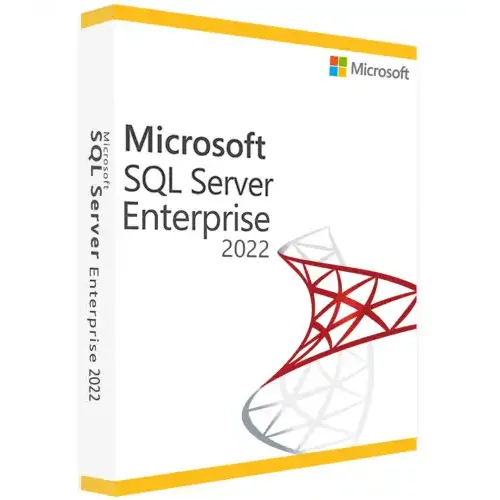 Microsoft
Microsoft
SQL Server
Enterprise
2022
Microsoft
SQL Server Enterprise 2022